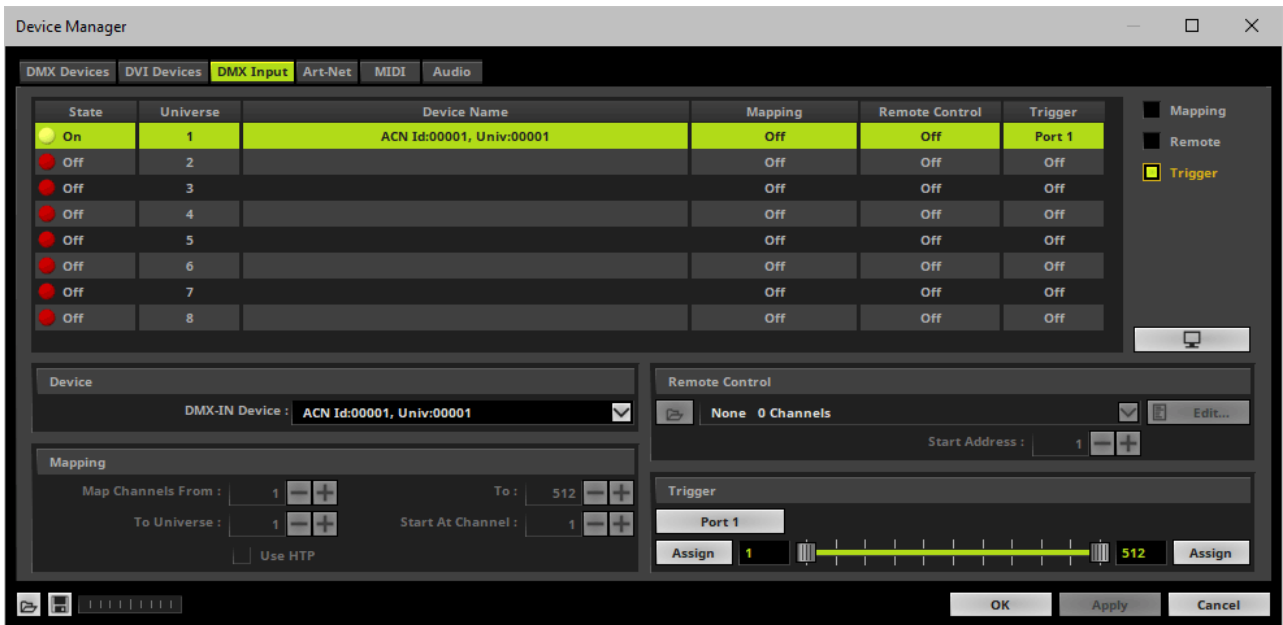 Device Manager
DMX Devices DVI Devices DMX Input Art-Net MIDI Audio
State Universe Device Name Mapping Remote Control Trigger
On 1 ACN Id:00001, Univ:00001 Off Off Port 1
Off 2 Off Off Off
Off 3 Off Off Off
Off 4 Off Off Off
Off 5 Off Off Off
Off 6 Off Off Off
Off 7 Off Off Off
Off 8 Off Off Off
Mapping
Remote
Trigger
Device
DMX-IN Device : ACN Id:00001, Univ:00001
Mapping
Map Channels From : 1 To : 512
To Universe : 1 Start At Channel : 1
Use HTP
Remote Control
None 0 Channels Edit...
Start Address : 1
Trigger
Port 1
Assign 1 512 Assign
OK Apply Cancel